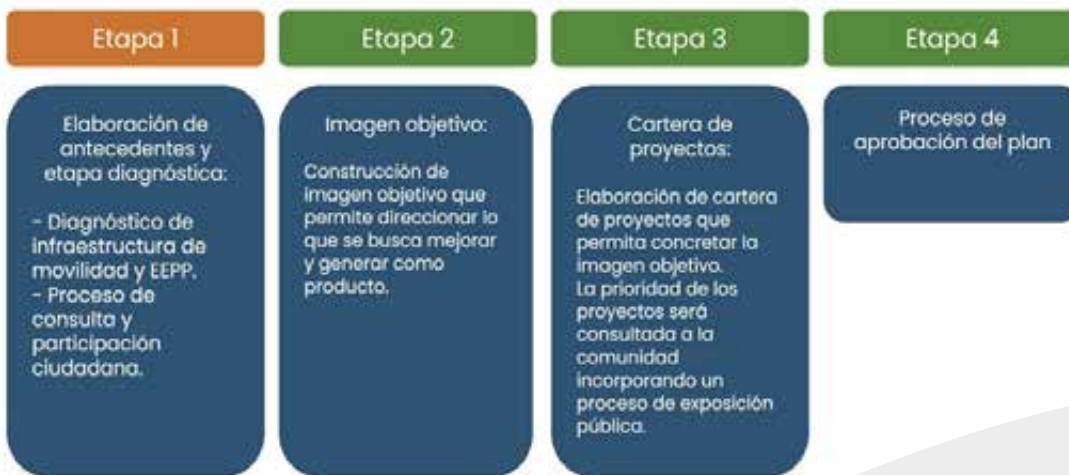 Etapa 1
Elaboración de
antecedentes y
etapa diagnóstica:
- Diagnóstico de
infraestructura de
movilidad y EEPP.
- Proceso de
consulta y
participación
ciudadana.
Etapa 2
Imagen objetivo:
Construcción de
imagen objetivo que
permite direccionar lo
que se busca mejorar
y generar como
producto.
Etapa 3
Cartera de
proyectos:
Elaboración de cartera
de proyectos que
permita concretar la
imagen objetivo.
La prioridad de los
proyectos será
consultada a la
comunidad
incorporando un
proceso de exposición
pública.
Etapa 4
Proceso de
aprobación del plan